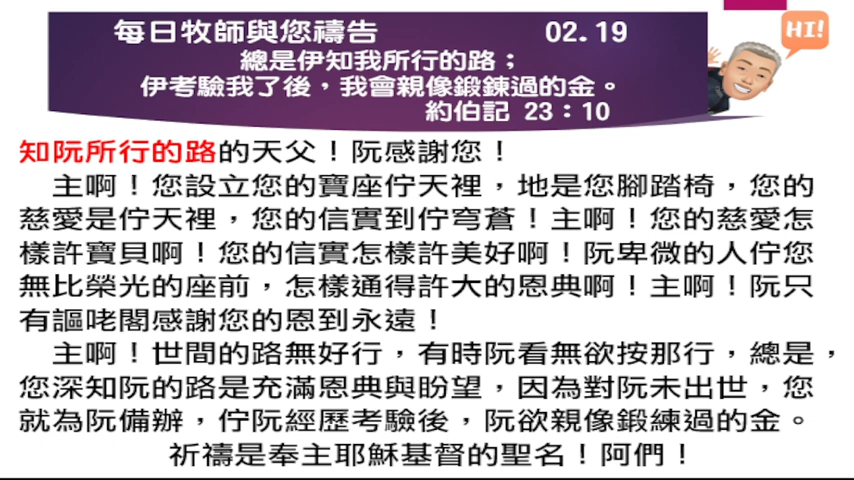 每日牧師與您禱告 02.19
HI!
總是伊知我所行的路；
伊考驗我了後，我會親像鍛鍊過的金。
約伯記 23：10
知阮所行的路的天父！阮感謝您！
主啊！您設立您的寶座佇天裡，地是您腳踏椅，您的
慈愛是佇天裡，您的信實到佇穹蒼！主啊！您的慈愛怎
樣許寶貝啊！您的信實怎樣許美好啊！阮卑微的人佇您
無比榮光的座前，怎樣通得許大的恩典啊！主啊！阮只
有謳咾閣感謝您的恩到永遠！
主啊！世間的路無好行，有時阮看無欲按那行，總是，
您深知阮的路是充滿恩典與盼望，因為對阮未出世，您
就為阮備辦，佇阮經歷考驗後，阮欲親像鍛練過的金。
祈禱是奉主耶穌基督的聖名！阿們！